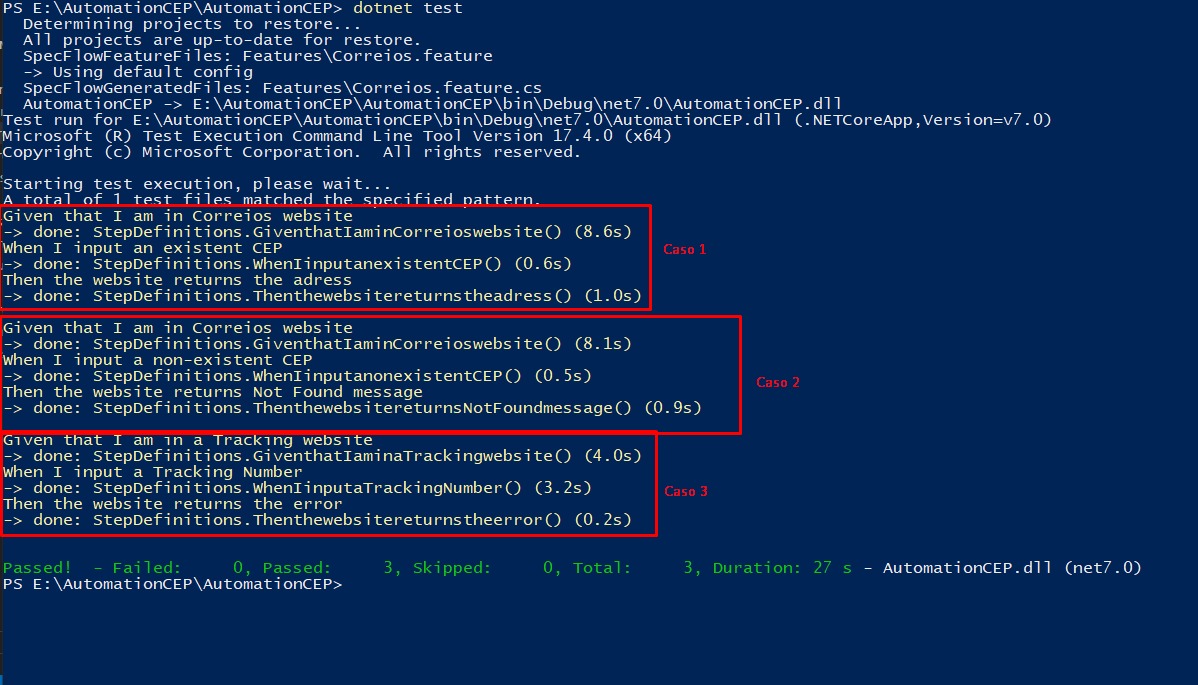 PS E:\AutomationCEP\AutomationCEP> dotnet test
Determining projects to restore...
All projects are up-to-date for restore.
SpecFlowFeatureFiles: Features\Correios.feature
-> Using default config
SpecFlowGeneratedFiles: Features\Correios.feature.cs
AutomationCEP -> E:\AutomationCEP\AutomationCEP\bin\Debug\net7.0\AutomationCEP.dll
Test run for E:\AutomationCEP\AutomationCEP\bin\Debug\net7.0\AutomationCEP.dll (.NETCoreApp,Version=v7.0)
Microsoft (R) Test Execution Command Line Tool Version 17.4.0 (x64)
Copyright (c) Microsoft Corporation.  All rights reserved.
Starting test execution, please wait...
A total of 1 test files matched the specified pattern.
Given that I am in Correios website
-> done: StepDefinitions.GiventhatIaminCorreioswebsite() (8.6s)
Caso 1
When I input an existent CEP
-> done: StepDefinitions.WhenIinputanexistentCEP() (0.6s)
Then the website returns the adress
-> done: StepDefinitions.Thenthewebsitereturnstheadress() (1.0s)
Given that I am in Correios website
-> done: StepDefinitions.GiventhatIaminCorreioswebsite() (8.1s)
When I input a non-existent CEP
-> done: StepDefinitions.WhenIinputanonexistentCEP() (0.5s)
Caso 2
Then the website returns Not Found message
-> done: StepDefinitions.ThenthewebsitereturnsNotFoundmessage() (0.9s)
Given that I am in a Tracking website
-> done: StepDefinitions.GiventhatIaminaTrackingwebsite() (4.0s)
When I input a Tracking Number
-> done: StepDefinitions.WhenIinputaTrackingNumber() (3.2s)
Caso 3
Then the website returns the error
-> done: StepDefinitions.Thenthewebsitereturnstheerror() (0.2s)
Passed!  - Failed:     0, Passed:     3, Skipped:     0, Total:     3, Duration: 27 s - AutomationCEP.dll (net7.0)
PS E:\AutomationCEP\AutomationCEP>